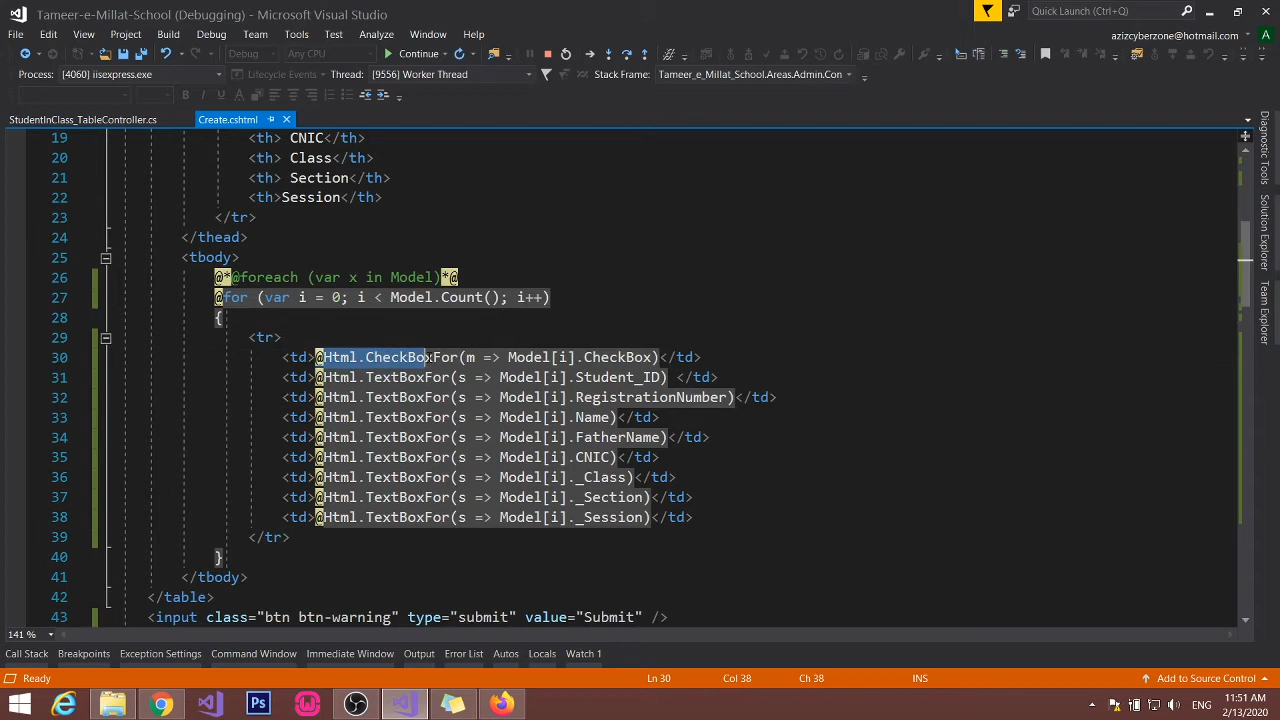 Tameer-e-Millat-School (Debugging) - Microsoft Visual Studio
Quick Launch (Ctrl+Q)
File Edit View Project Build Debug Team Tools Test Analyze Window Help
azizcyberzone@hotmail.com A
Debug Any CPU Continue
Process: [4060] iisexpress.exe Lifecycle Events Thread: [9556] Worker Thread Stack Frame: Tameer_e_Millat_School.Areas.Admin.Con
StudentInClass_TableController.cs Create.cshtml
19 <th> CNIC</th>
20 <th> Class</th>
21 <th> Section</th>
22 <th>Session</th>
23 </tr>
24 </thead>
25 <tbody>
26 @*@foreach (var x in Model)*@
27 @for (var i = 0; i < Model.Count(); i++)
28 {
29 <tr>
30 <td>@Html.CheckBoxFor(m => Model[i].CheckBox)</td>
31 <td>@Html.TextBoxFor(s => Model[i].Student_ID) </td>
32 <td>@Html.TextBoxFor(s => Model[i].RegistrationNumber)</td>
33 <td>@Html.TextBoxFor(s => Model[i].Name)</td>
34 <td>@Html.TextBoxFor(s => Model[i].FatherName)</td>
35 <td>@Html.TextBoxFor(s => Model[i].CNIC)</td>
36 <td>@Html.TextBoxFor(s => Model[i]._Class)</td>
37 <td>@Html.TextBoxFor(s => Model[i]._Section)</td>
38 <td>@Html.TextBoxFor(s => Model[i]._Session)</td>
39 </tr>
40 }
41 </tbody>
42 </table>
43 <input class="btn btn-warning" type="submit" value="Submit" />
Diagnostic Tools
Solution Explorer
Team Explorer
141 %
Call Stack Breakpoints Exception Settings Command Window Immediate Window Output Error List Autos Locals Watch 1
Ready Ln 30 Col 38 Ch 38 INS Add to Source Control
Ps
ENG
11:51 AM
2/13/2020